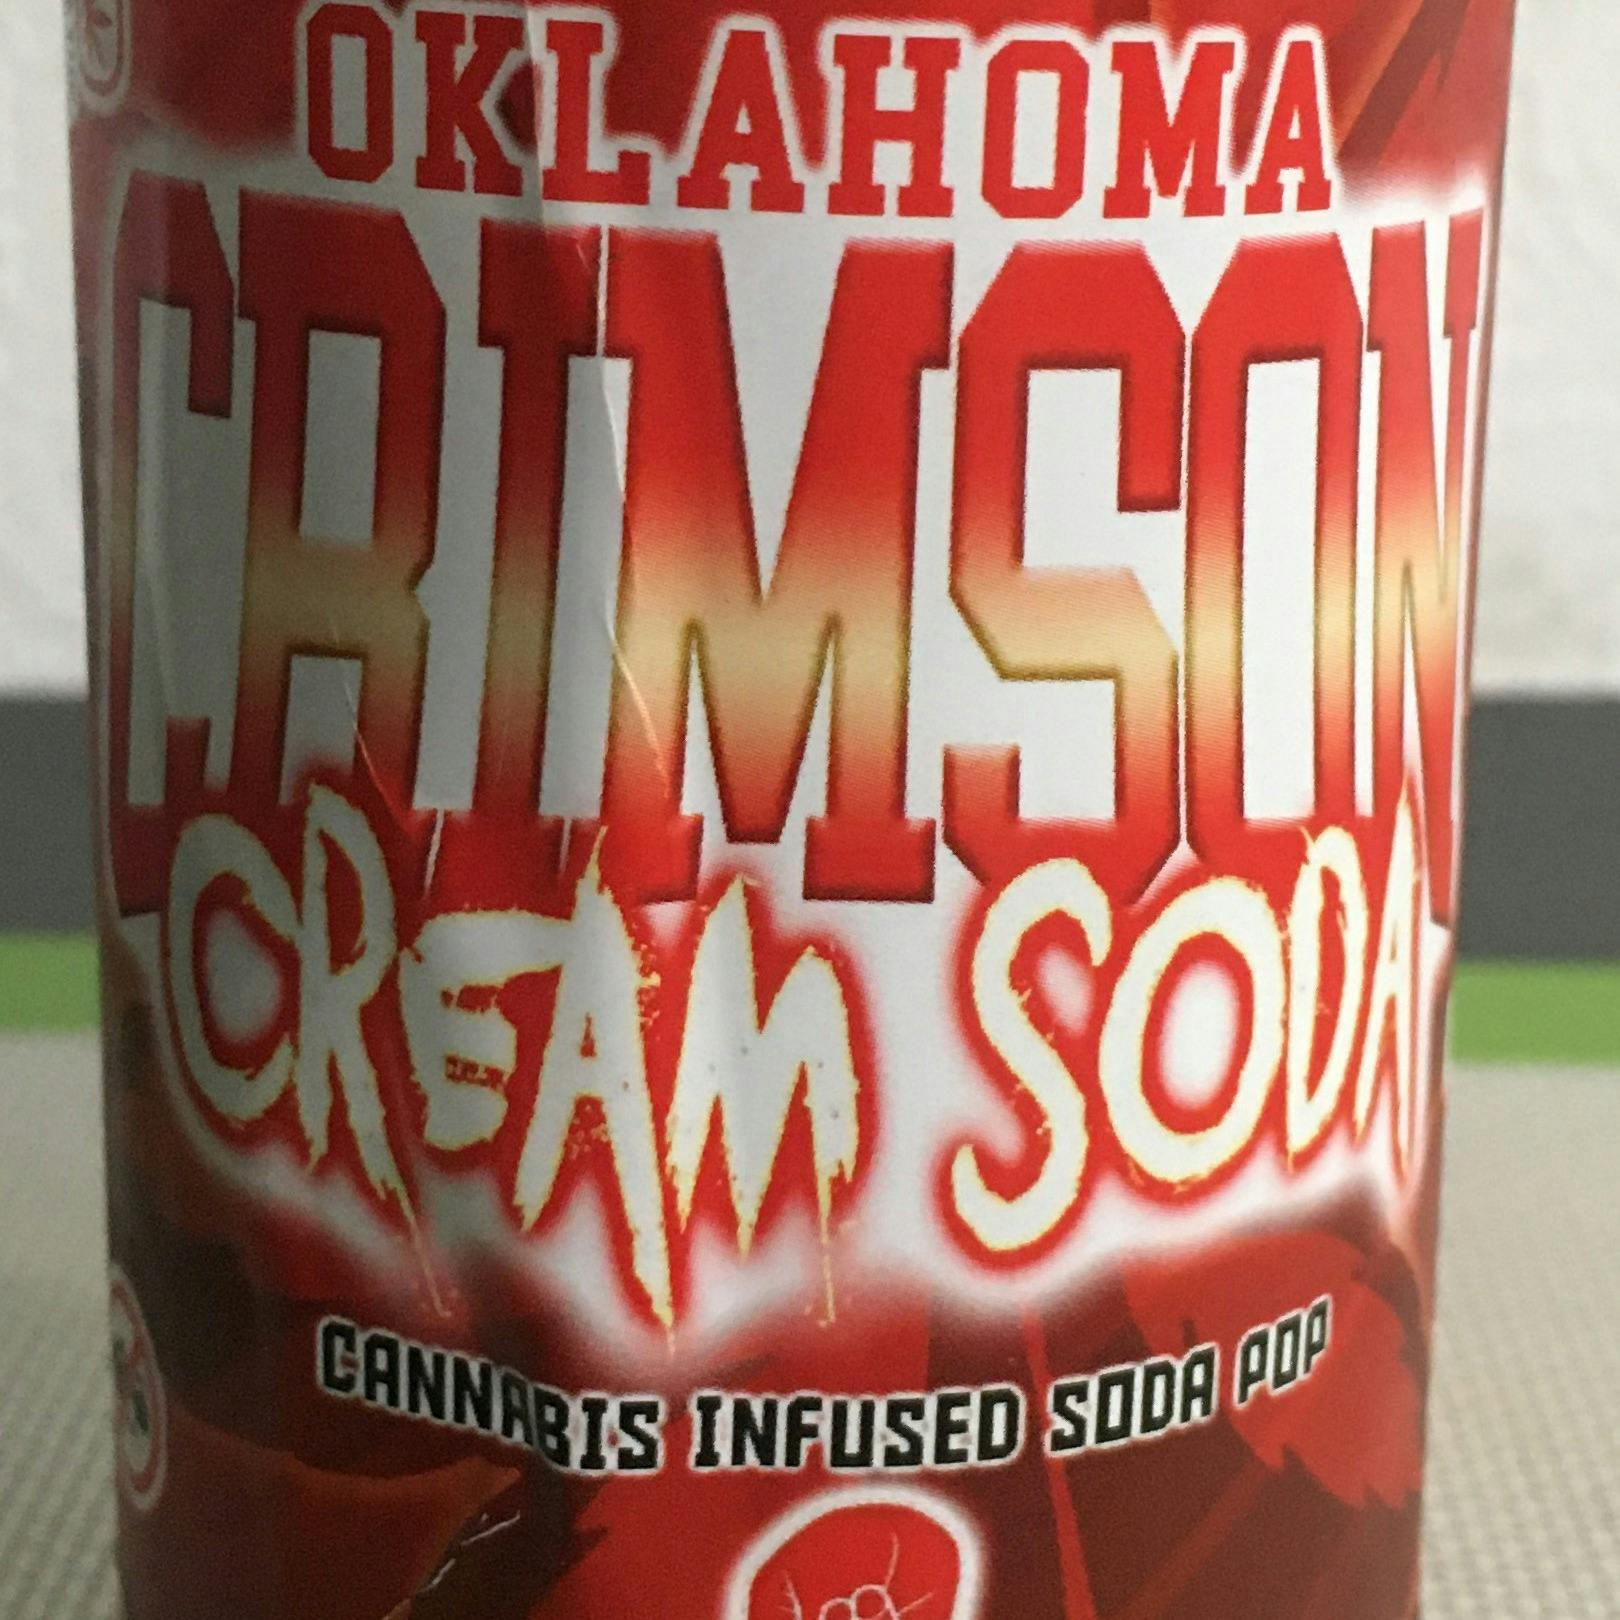 OKLAHOMA
CRIMSON
CREAM SODA
CANNABIS INFUSED SODA POP